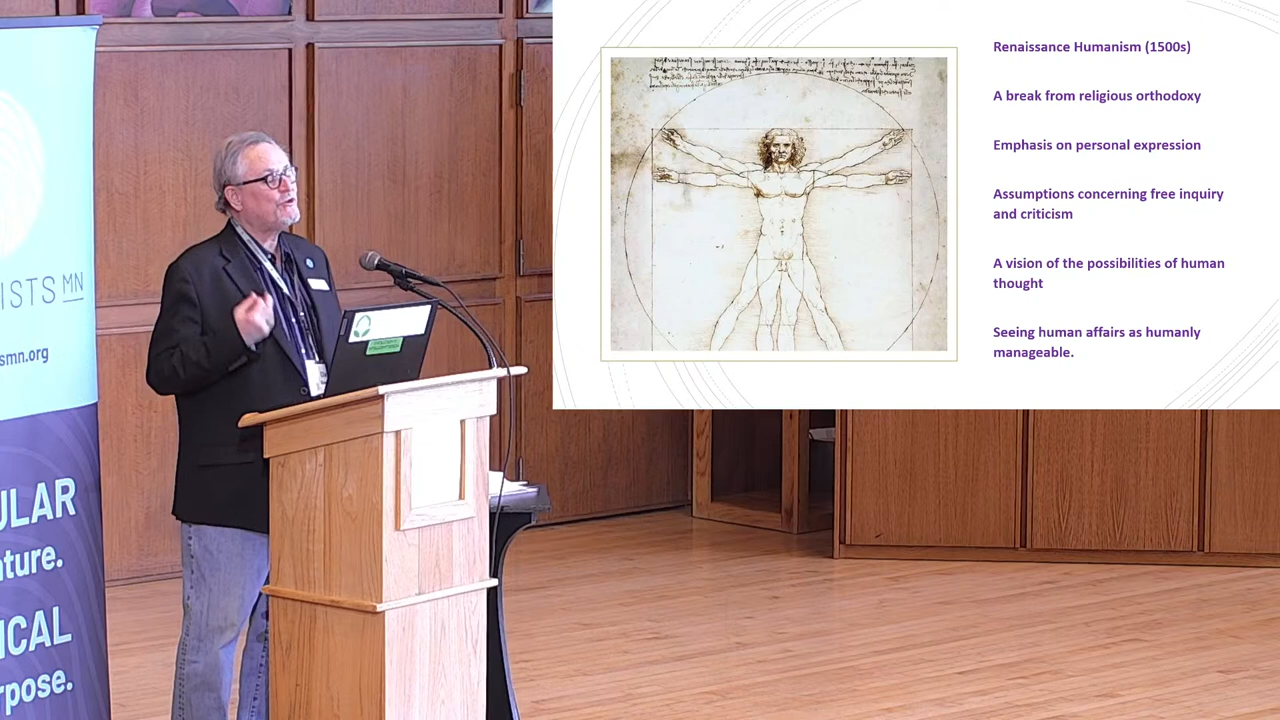 ISTS MN
smn.org
ULAR
ture.
ICAL
rpose.
Renaissance Humanism (1500s)
A break from religious orthodoxy
Emphasis on personal expression
Assumptions concerning free inquiry
and criticism
A vision of the possibilities of human
thought
Seeing human affairs as humanly
manageable.